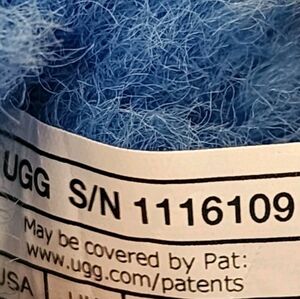 UGG S/N 1116109
May be covered by Pat:
www.ugg.com/patents
USA